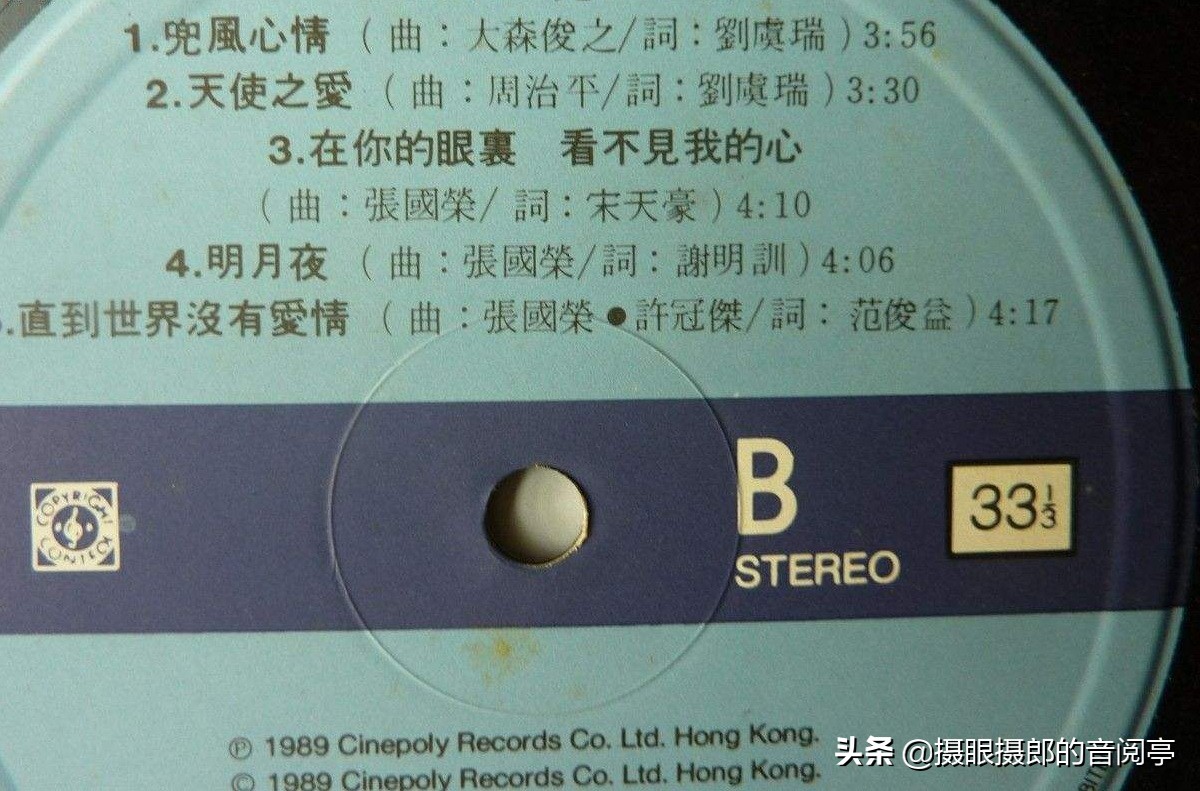 1.兜風心情 (曲：大森俊之/詞：劉虞瑞) 3:56
2.天使之愛 (曲：周治平/詞：劉虞瑞) 3:30
3.在你的眼裏 看不見我的心
(曲：張國榮/詞：宋天豪) 4:10
4.明月夜 (曲：張國榮/詞：謝明訓) 4:06
.直到世界沒有愛情 (曲：張國榮●許冠傑/詞：范俊益) 4:17
B
STEREO
33⅓
COPYRIGHT
℗ 1989 Cinepoly Records Co. Ltd. Hong Kong.
© 1989 Cinepoly Records Co. Ltd. Hong Kong.
头条 @摄眼摄郎的音阅亭